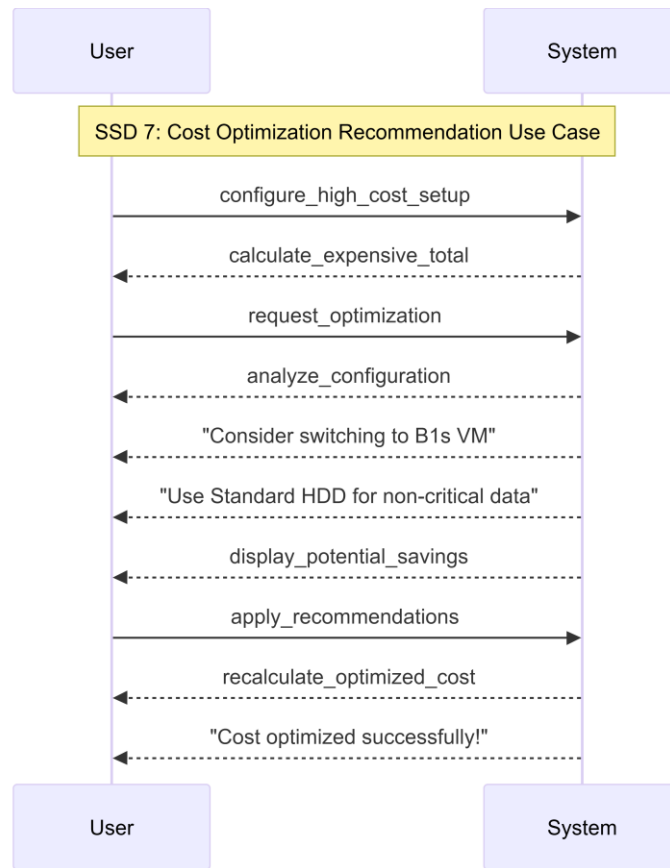 User
System
SSD 7: Cost Optimization Recommendation Use Case
configure_high_cost_setup
calculate_expensive_total
request_optimization
analyze_configuration
"Consider switching to B1s VM"
"Use Standard HDD for non-critical data"
display_potential_savings
apply_recommendations
recalculate_optimized_cost
"Cost optimized successfully!"
User
System